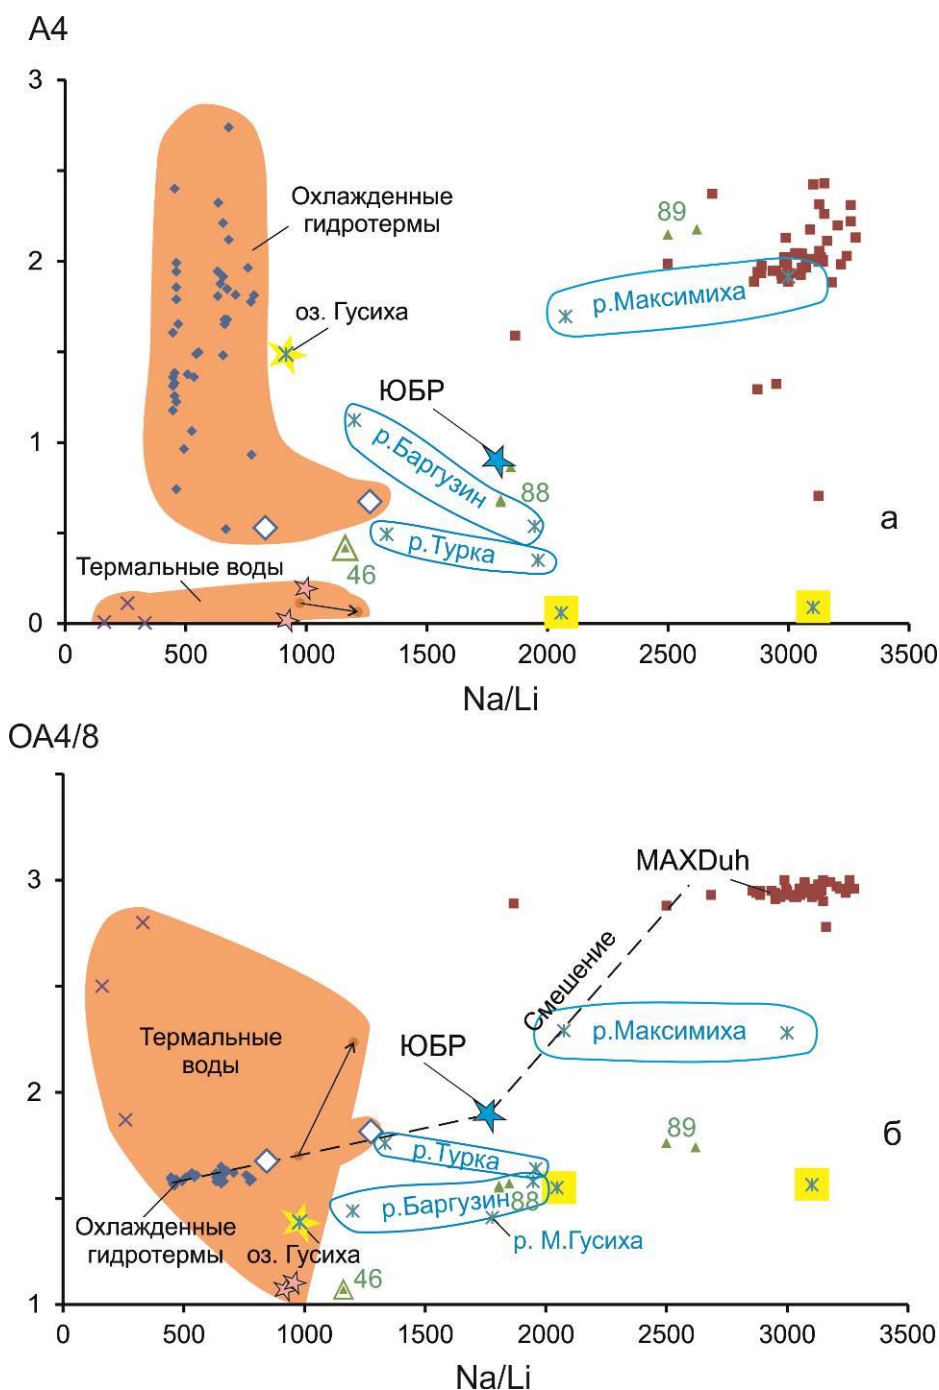 А4
3
Охлажденные
гидротермы
89
2
р.Максимиха
оз. Гусиха
ЮБР
1
р.Баргузин
88
а
р.Турка
46
Термальные воды
0
0
500
1000
1500
2000
2500
3000
3500
Na/Li
ОА4/8
MAXDuh
3
Смешение
р.Максимиха
Термальные
воды
ЮБР
2
89
б
р.Турка
88
р.Баргузин
Охлажденные
гидротермы
оз. Гусиха
р. М.Гусиха
46
1
0
500
1000
1500
2000
2500
3000
3500
Na/Li